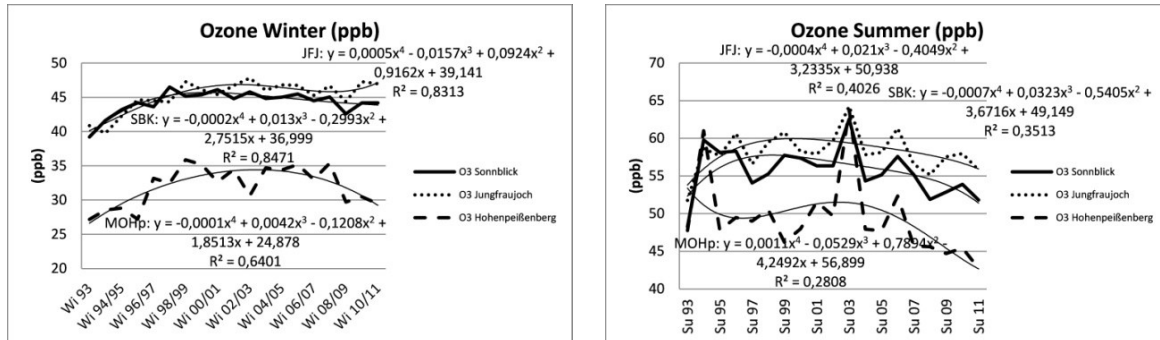 Ozone Winter (ppb)
JFJ: y = 0,0005x⁴ - 0,0157x³ + 0,0924x² +
0,9162x + 39,141
R² = 0,8313
50
45
40
35
30
25
20
(ppb)
SBK: y = -0,0002x⁴ + 0,013x³ - 0,2993x² +
2,7515x + 36,999
R² = 0,8471
MOHp: y = -0,0001x⁴ + 0,0042x³ - 0,1208x² +
1,8513x + 24,878
R² = 0,6401
O3 Sonnblick
O3 Jungfraujoch
O3 Hohenpeißenberg
Wi 93
Wi 94/95
Wi 96/97
Wi 98/99
Wi 00/01
Wi 02/03
Wi 04/05
Wi 06/07
Wi 08/09
Wi 10/11
Ozone Summer (ppb)
JFJ: y = -0,0004x⁴ + 0,021x³ - 0,4049x² +
3,2335x + 50,938
R² = 0,4026
SBK: y = -0,0007x⁴ + 0,0323x³ - 0,5405x² +
3,6716x + 49,149
R² = 0,3513
70
65
60
55
50
45
40
(ppb)
MOHp: y = 0,0011x⁴ - 0,0529x³ + 0,7894x² -
4,2492x + 56,899
R² = 0,2808
O3 Sonnblick
O3 Jungfraujoch
O3 Hohenpeißenberg
Su 93
Su 95
Su 97
Su 99
Su 01
Su 03
Su 05
Su 07
Su 09
Su 11